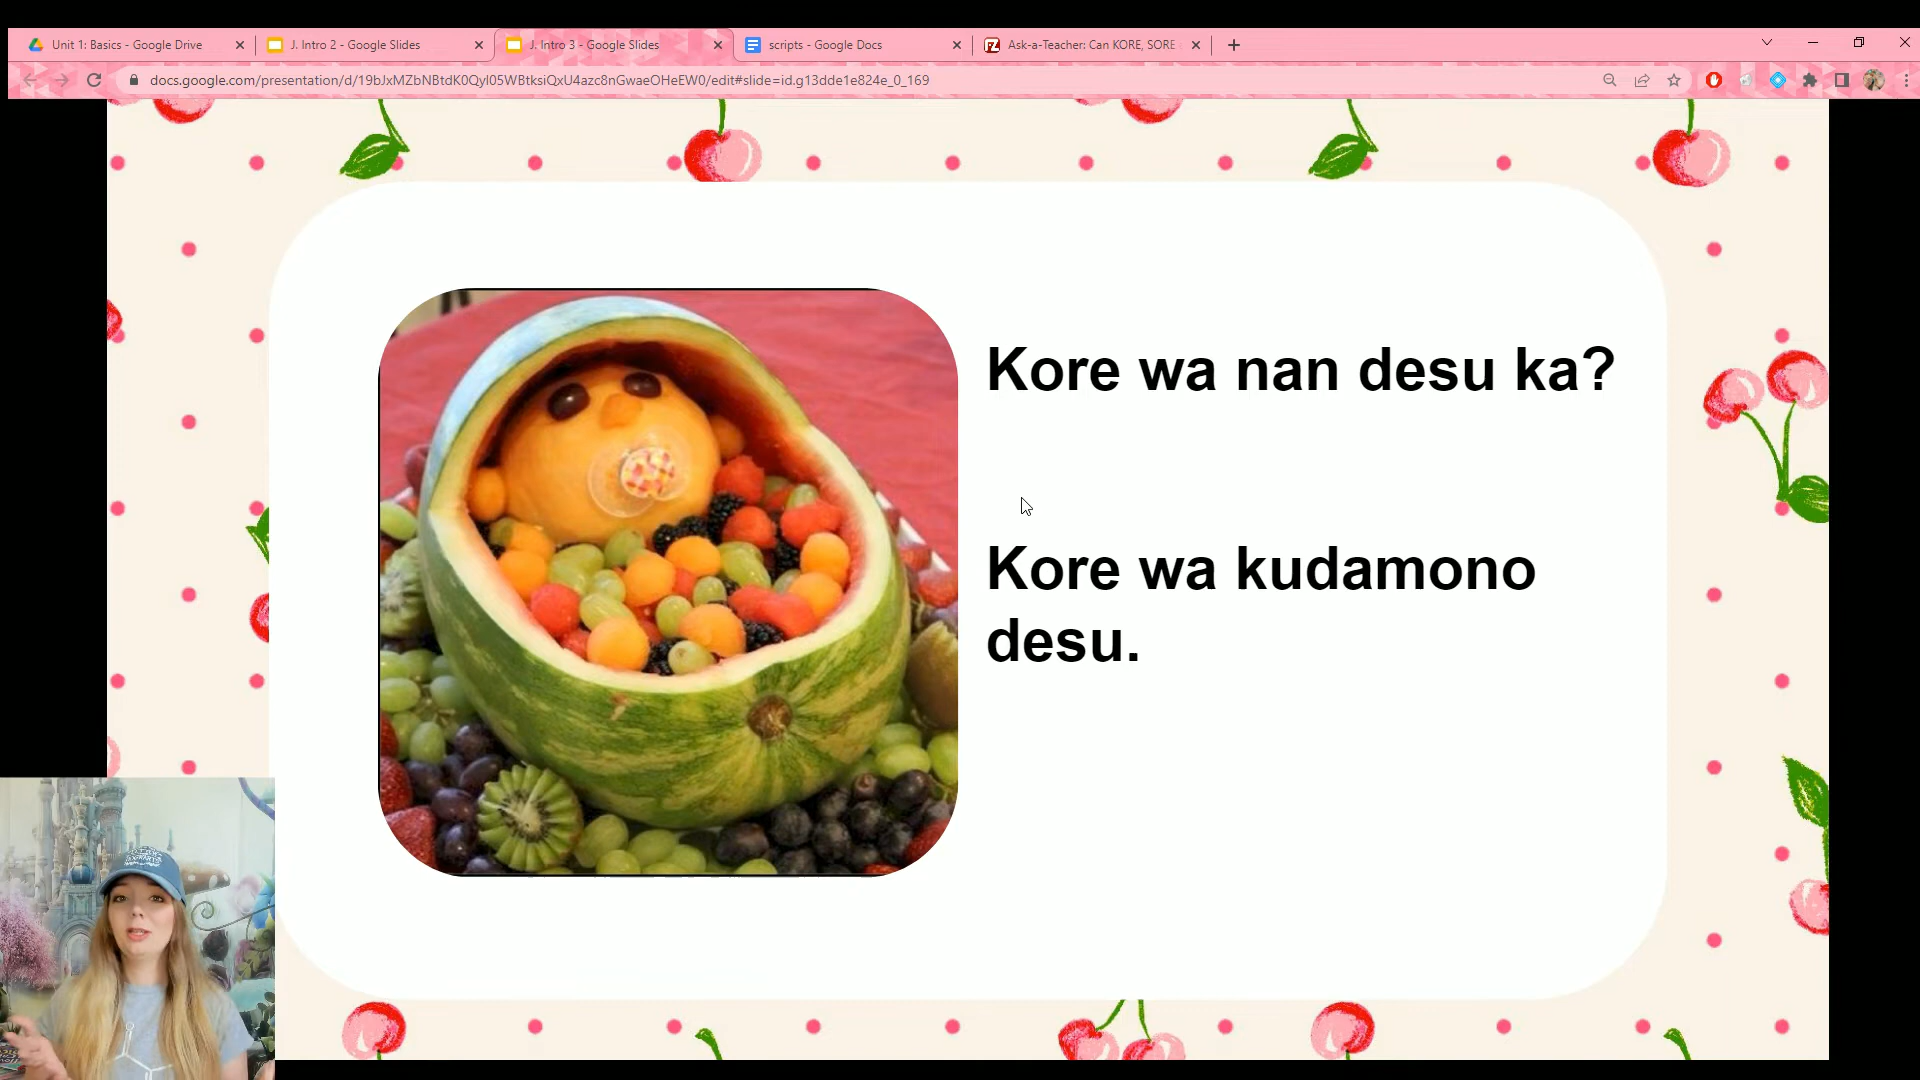 Unit 1: Basics - Google Drive
J. Intro 2 - Google Slides
J. Intro 3 - Google Slides
scripts - Google Docs
Ask-a-Teacher: Can KORE, SORE
docs.google.com/presentation/d/19bJxMZbNBtdK0Qyl05WBtksiQxU4azc8nGwaeOHeEW0/edit#slide=id.g13dde1e824e_0_169
Kore wa nan desu ka?
Kore wa kudamono
desu.